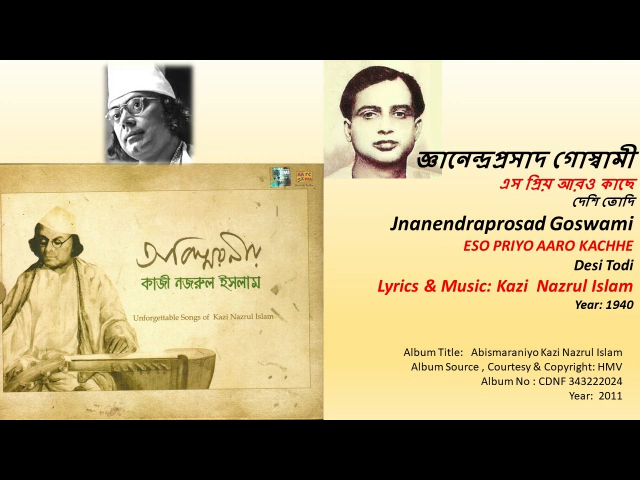 অবিস্মরণীয়
কাজী নজরুল ইসলাম
Unforgettable Songs of Kazi Nazrul Islam
জ্ঞানেন্দ্রপ্রসাদ গোস্বামী
এস প্রিয় আরও কাছে
দেশি তোদি
Jnanendraprosad Goswami
ESO PRIYO AARO KACHHE
Desi Todi
Lyrics & Music: Kazi Nazrul Islam
Year: 1940
Album Title: Abismaraniyo Kazi Nazrul Islam
Album Source , Courtesy & Copyright: HMV
Album No : CDNF 343222024
Year: 2011